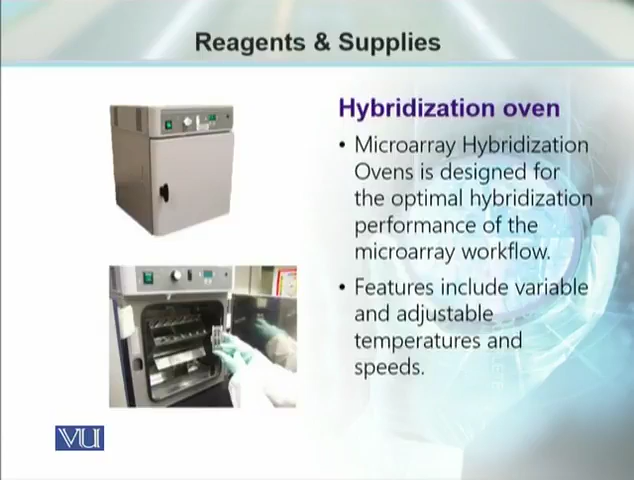 Reagents & Supplies
Hybridization oven
• Microarray Hybridization
Ovens is designed for
the optimal hybridization
performance of the
microarray workflow.
• Features include variable
and adjustable
temperatures and
speeds.
VU